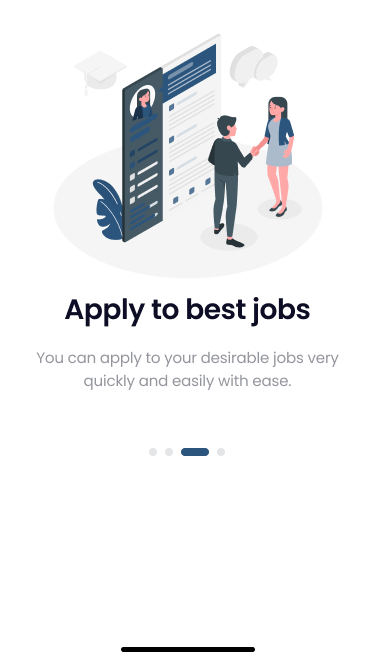 Apply to best jobs
You can apply to your desirable jobs very
quickly and easily with ease.